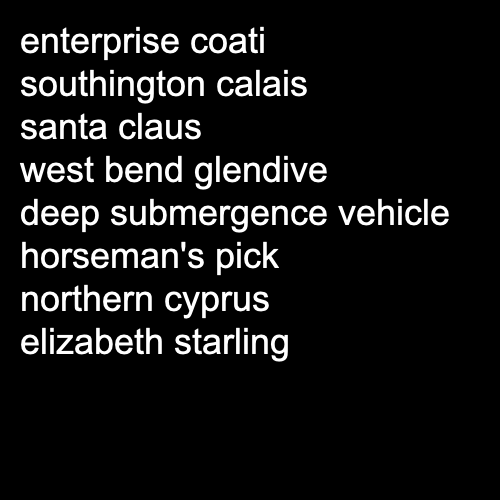 enterprise coati
southington calais
santa claus
west bend glendive
deep submergence vehicle
horseman's pick
northern cyprus
elizabeth starling